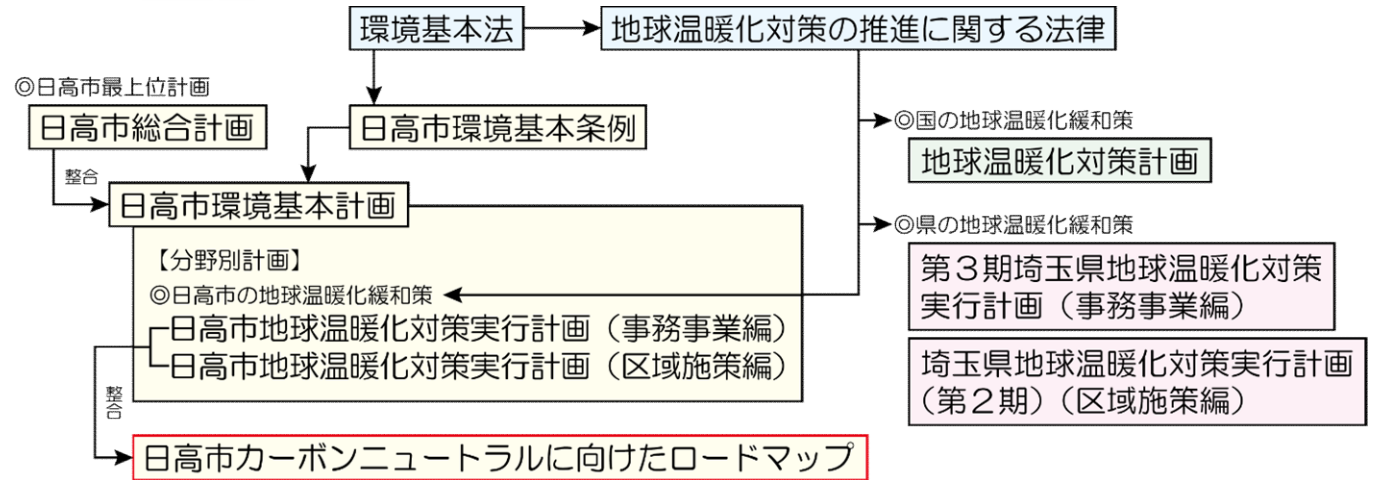 環境基本法
地球温暖化対策の推進に関する法律
◎日高市最上位計画
日高市総合計画
日高市環境基本条例
◎国の地球温暖化緩和策
地球温暖化対策計画
整合
日高市環境基本計画
◎県の地球温暖化緩和策
第3期埼玉県地球温暖化対策
実行計画（事務事業編）
埼玉県地球温暖化対策実行計画
（第2期）（区域施策編）
【分野別計画】
◎日高市の地球温暖化緩和策
日高市地球温暖化対策実行計画（事務事業編）
日高市地球温暖化対策実行計画（区域施策編）
整合
日高市カーボンニュートラルに向けたロードマップ